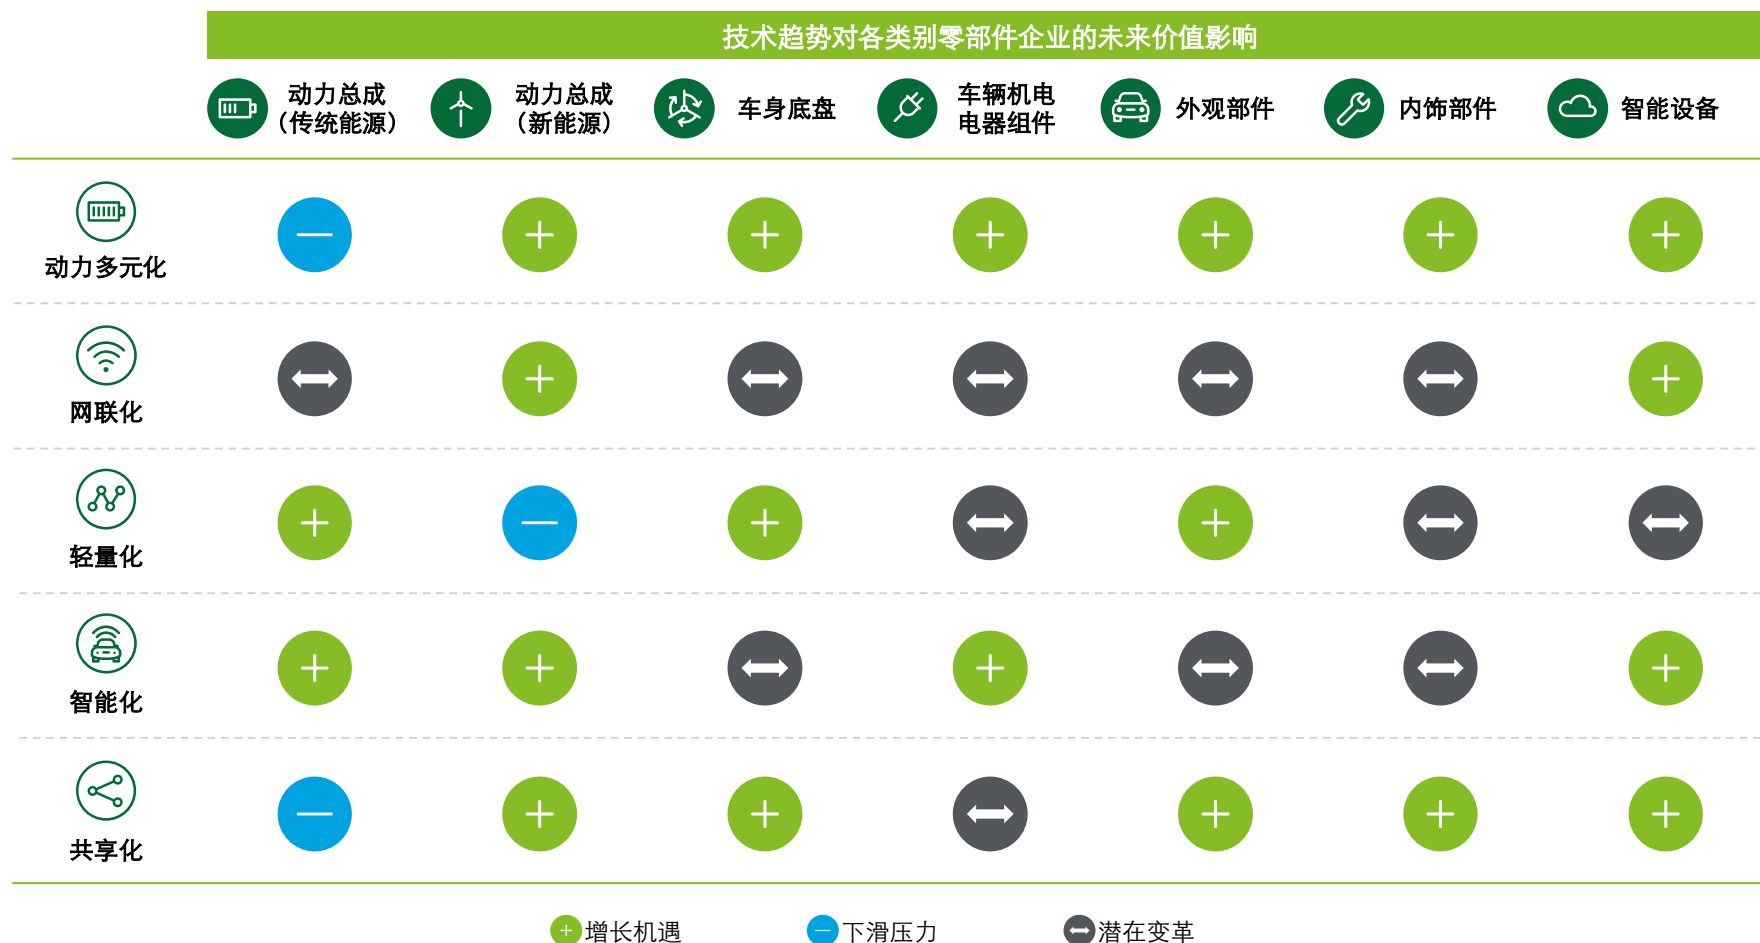 技术趋势对各类别零部件企业的未来价值影响
动力总成
（传统能源）
动力总成
（新能源）
车身底盘
车辆机电
电器组件
外观部件
内饰部件
智能设备
动力多元化
网联化
轻量化
智能化
共享化
增长机遇
下滑压力
潜在变革